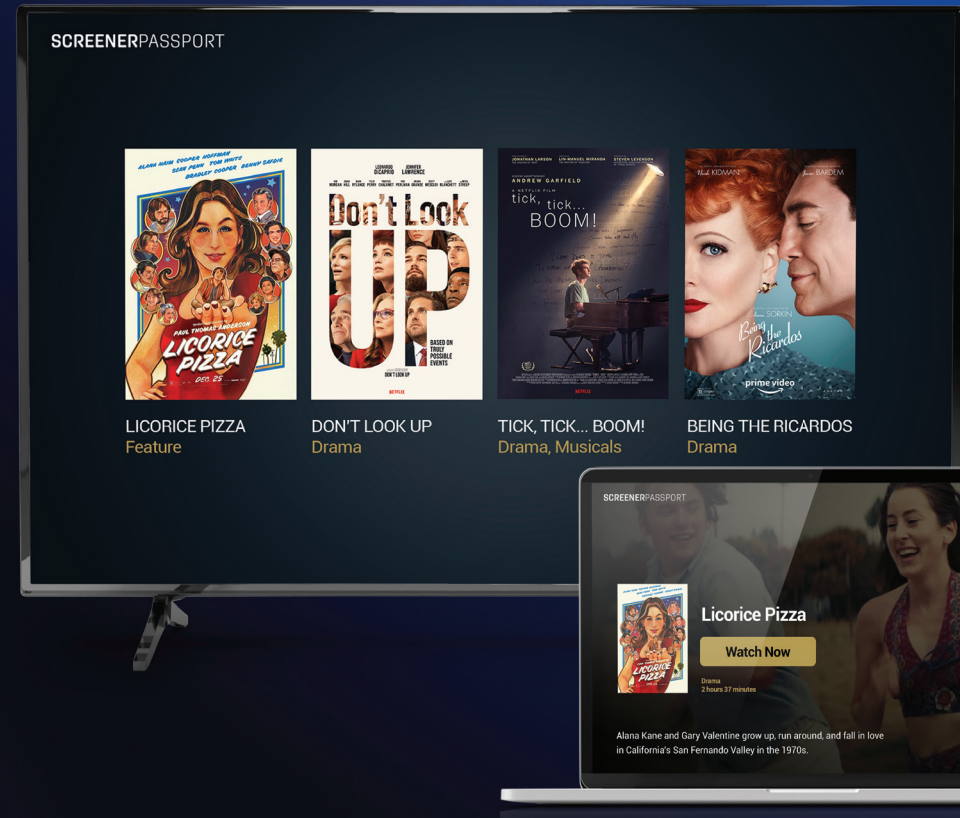 SCREENERPASSPORT
ALANA HAIM COOPER HOFFMAN
SEAN PENN TOM WAITS
BRADLEY COOPER BENNY SAFDIE
PAUL THOMAS ANDERSON
LICORICE
PIZZA
DEC. 25
LEONARDO DICAPRIO
JENNIFER LAWRENCE
Don't Look
UP
BASED ON
TRULY
POSSIBLE
EVENTS
DON'T LOOK UP
NETFLIX
JONATHAN LARSON
LIN-MANUEL MIRANDA
STEVEN LEVENSON
ANDREW GARFIELD
A NETFLIX FILM
tick, tick...
BOOM!
NETFLIX
KIDMAN
BARDEM
SORKIN
Being
the
Ricardos
prime video
LICORICE PIZZA
Feature
DON'T LOOK UP
Drama
TICK, TICK... BOOM!
Drama, Musicals
BEING THE RICARDOS
Drama
SCREENERPASSPORT
LICORICE
PIZZA
Licorice Pizza
Watch Now
Drama
2 hours 37 minutes
Alana Kane and Gary Valentine grow up, run around, and fall in love
in California's San Fernando Valley in the 1970s.